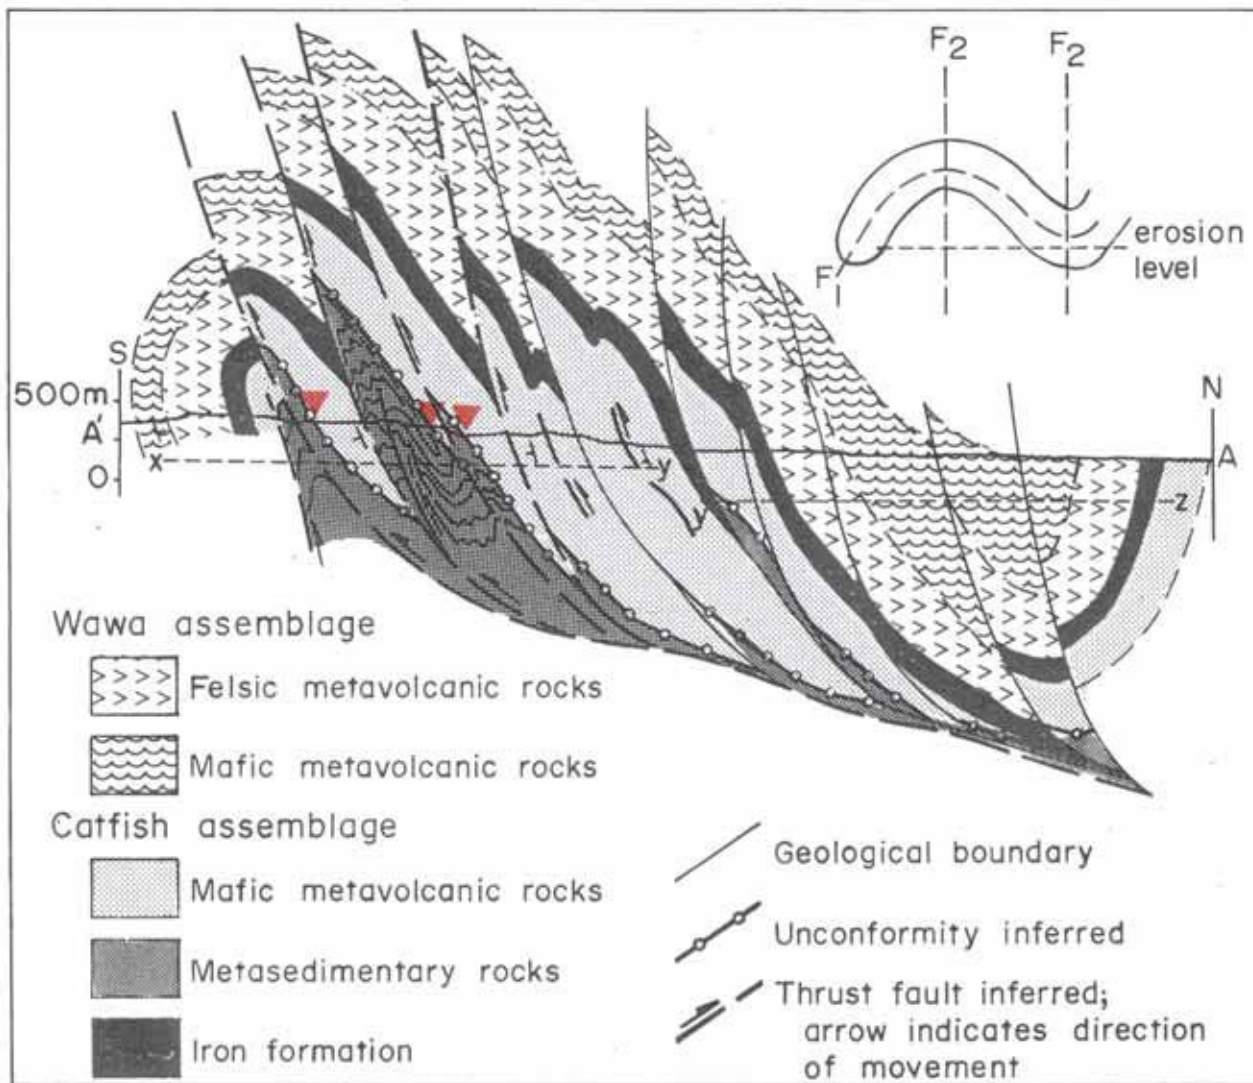 F2
F2
erosion
level
F
S
500m
A'
0
x
y
y
z
N
A
Wawa assemblage
Felsic metavolcanic rocks
Mafic metavolcanic rocks
Catfish assemblage
Mafic metavolcanic rocks
Metasedimentary rocks
Iron formation
Geological boundary
Unconformity inferred
Thrust fault inferred;
arrow indicates direction
of movement